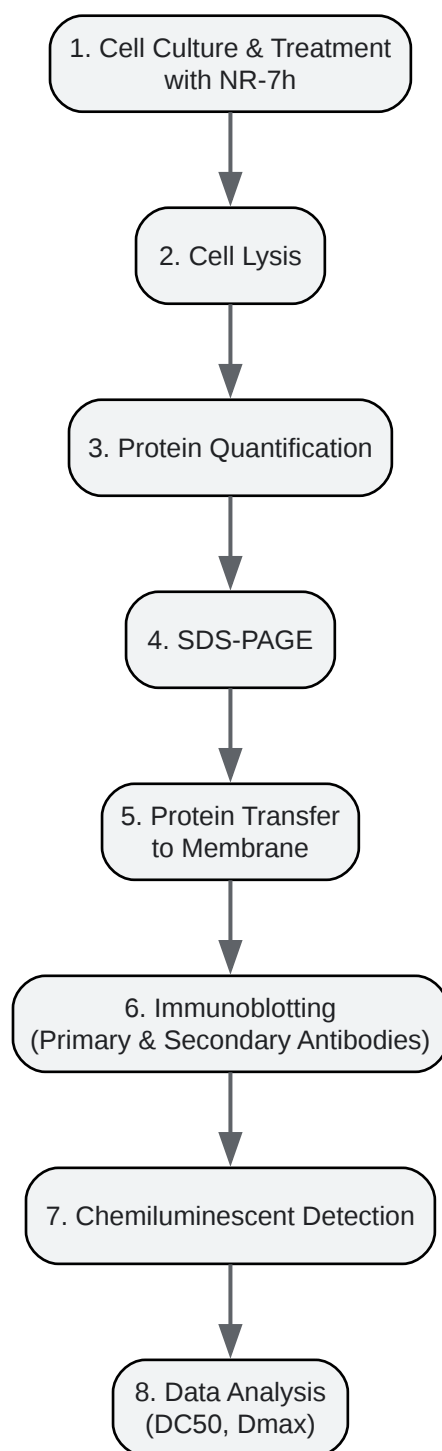 1. Cell Culture & Treatment
with NR-7h
2. Cell Lysis
3. Protein Quantification
4. SDS-PAGE
5. Protein Transfer
to Membrane
6. Immunoblotting
(Primary & Secondary Antibodies)
7. Chemiluminescent Detection
8. Data Analysis
(DC50, Dmax)